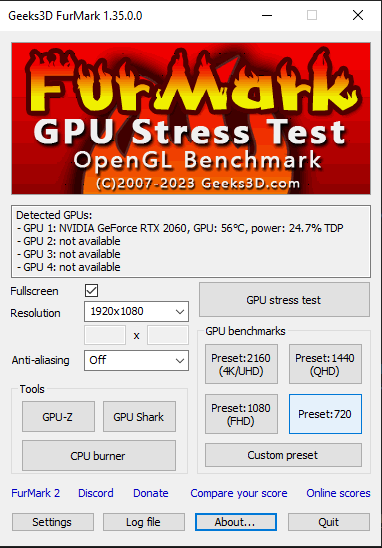 Geeks3D FurMark 1.35.0.0
FurMark
GPU Stress Test
OpenGL Benchmark
(C)2007-2023 Geeks3D.com
Detected GPUs:
- GPU 1: NVIDIA GeForce RTX 2060, GPU: 56°C, power: 24.7% TDP
- GPU 2: not available
- GPU 3: not available
- GPU 4: not available
Fullscreen
Resolution 1920x1080
x
Anti-aliasing Off
GPU stress test
GPU benchmarks
Preset:2160
(4K/UHD)
Preset:1440
(QHD)
Preset:1080
(FHD)
Preset:720
Custom preset
Tools
GPU-Z GPU Shark
CPU burner
FurMark 2 Discord Donate Compare your score Online scores
Settings Log file About... Quit